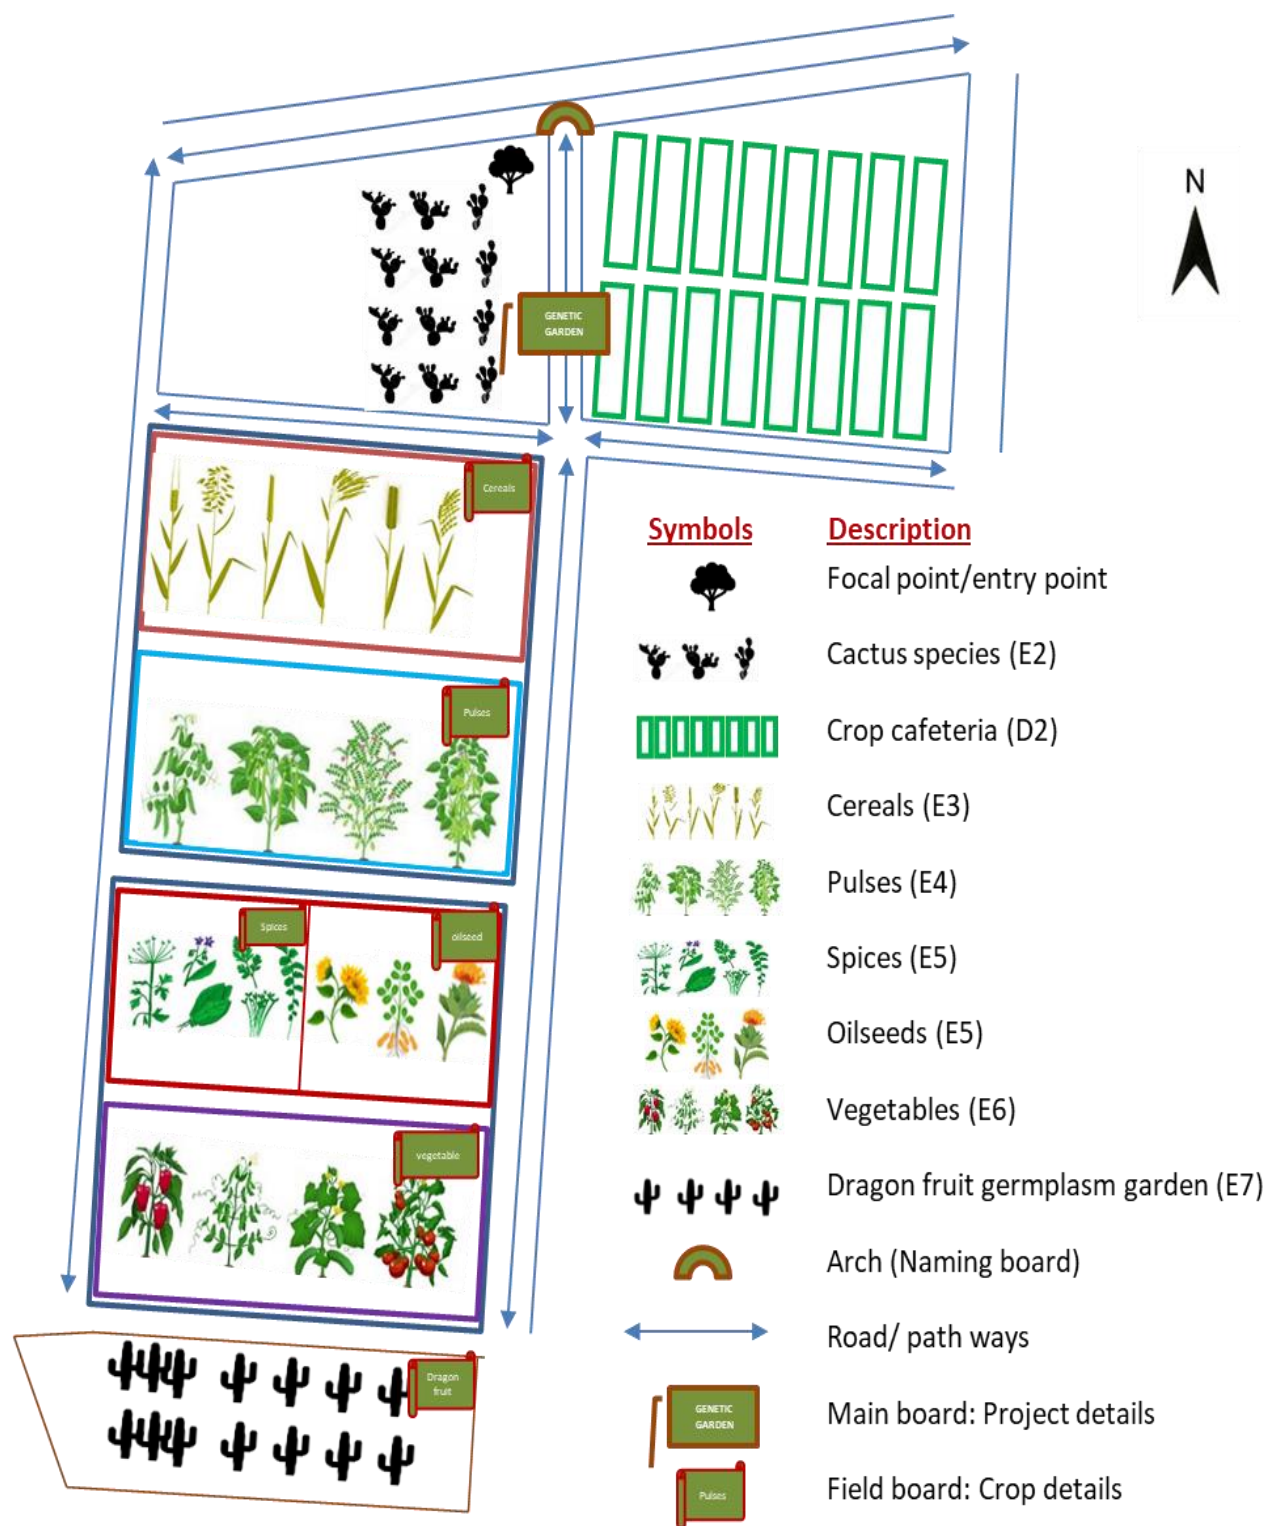 N
GENETIC
GARDEN
Cereals
Pulses
Spices
oilseed
vegetable
Dragon
fruit
Symbols Description
Focal point/entry point
Cactus species (E2)
Crop cafeteria (D2)
Cereals (E3)
Pulses (E4)
Spices (E5)
Oilseeds (E5)
Vegetables (E6)
Dragon fruit germplasm garden (E7)
Arch (Naming board)
Road/ path ways
GENETIC
GARDEN
Main board: Project details
Pulses
Field board: Crop details